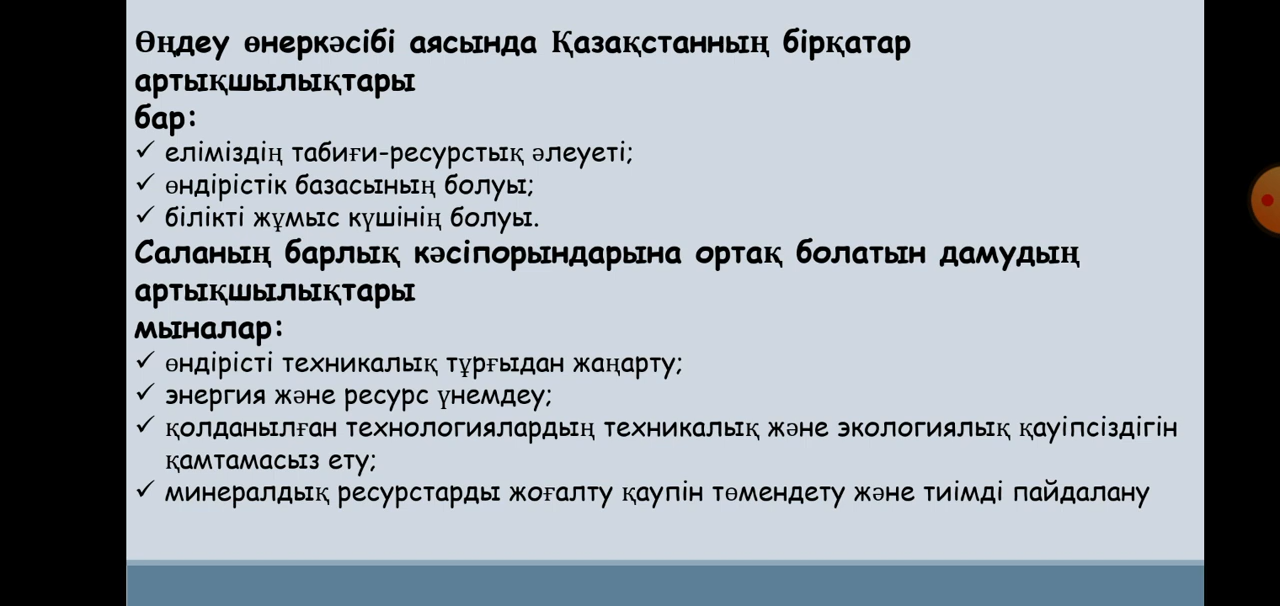 Өңдеу өнеркәсібі аясында Қазақстанның бірқатар
артықшылықтары
бар:
✓ еліміздің табиғи-ресурстық әлеуеті;
✓ өндірістік базасының болуы;
✓ білікті жұмыс күшінің болуы.
Саланың барлық кәсіпорындарына ортақ болатын дамудың
артықшылықтары
мыналар:
✓ өндірісті техникалық тұрғыдан жаңарту;
✓ энергия және ресурс үнемдеу;
✓ қолданылған технологиялардың техникалық және экологиялық қауіпсіздігін
қамтамасыз ету;
✓ минералдық ресурстарды жоғалту қаупін төмендету және тиімді пайдалану